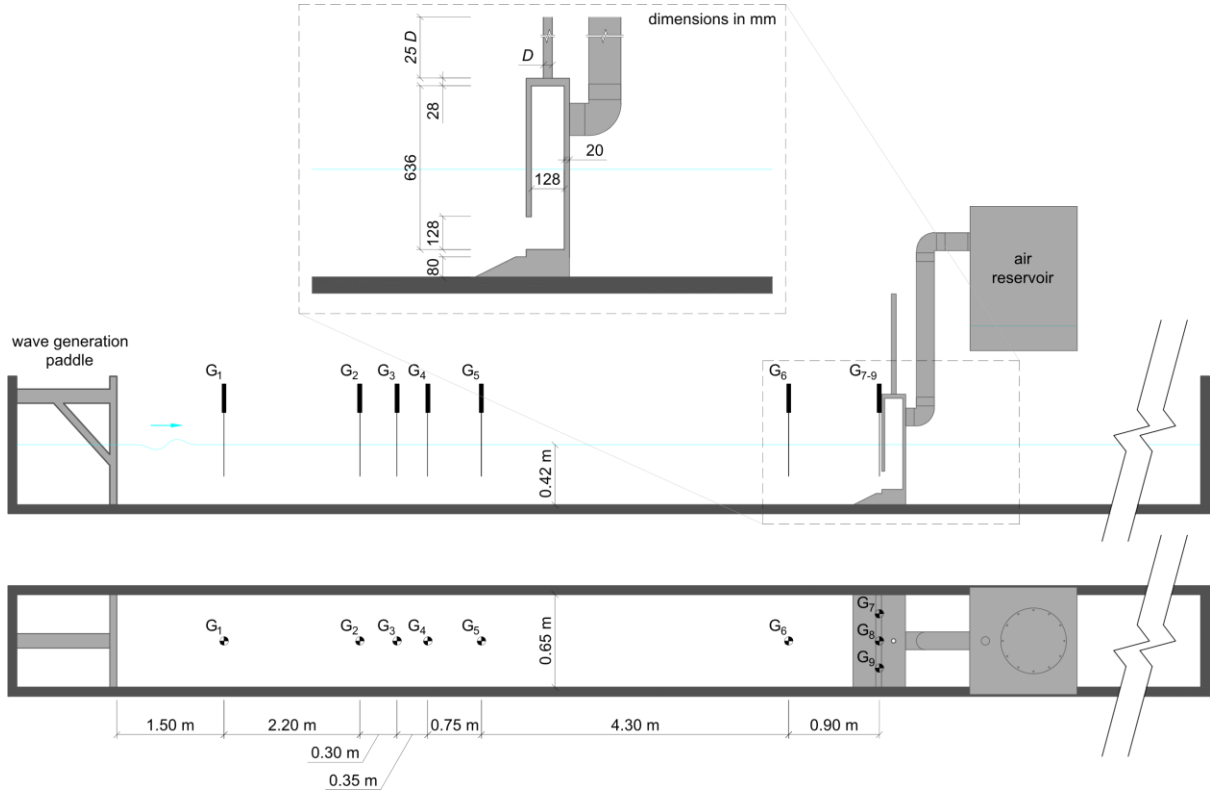 dimensions in mm
25 D
D
28
636
20
128
128
80
air
reservoir
wave generation
paddle
G1
G2
G3
G4
G5
G6
G7-9
0.42 m
G1
G2
G3
G4
G5
G6
G7
G8
G9
0.65 m
1.50 m
2.20 m
0.75 m
4.30 m
0.90 m
0.30 m
0.35 m